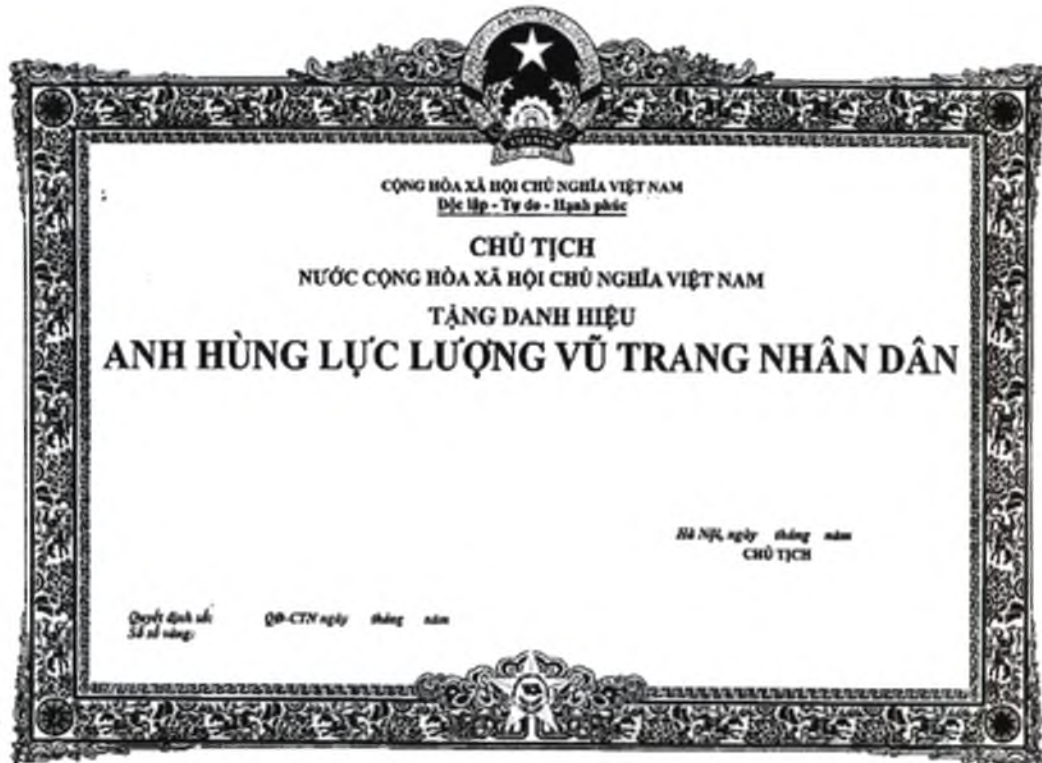 CỘNG HÒA XÃ HỘI CHỦ NGHĨA VIỆT NAM
Độc lập - Tự do - Hạnh phúc
CHỦ TỊCH
NƯỚC CỘNG HÒA XÃ HỘI CHỦ NGHĨA VIỆT NAM
TẶNG DANH HIỆU
ANH HÙNG LỰC LƯỢNG VŨ TRANG NHÂN DÂN
Hà Nội, ngày tháng năm
CHỦ TỊCH
Quyết định số: QĐ-CTN ngày tháng năm
Số sổ vàng: